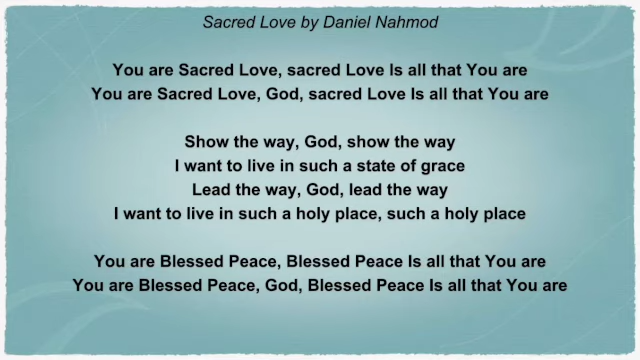 Sacred Love by Daniel Nahmod
You are Sacred Love, sacred Love Is all that You are
You are Sacred Love, God, sacred Love Is all that You are
Show the way, God, show the way
I want to live in such a state of grace
Lead the way, God, lead the way
I want to live in such a holy place, such a holy place
You are Blessed Peace, Blessed Peace Is all that You are
You are Blessed Peace, God, Blessed Peace Is all that You are